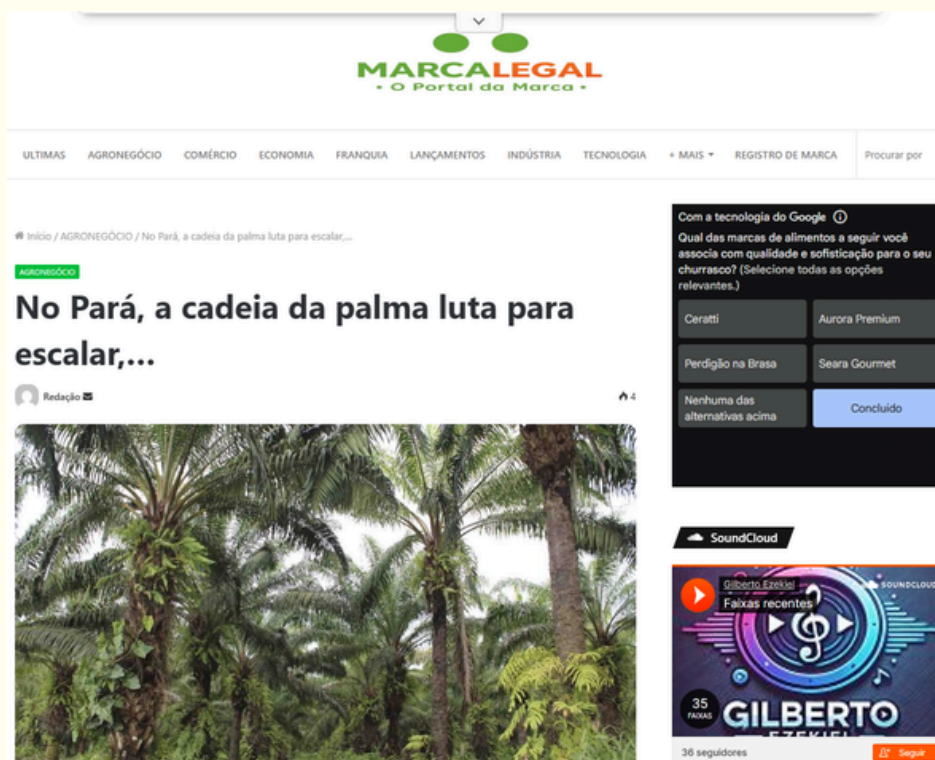 MARCALEGAL
• O Portal da Marca •
ULTIMAS AGRONEGÓCIO COMÉRCIO ECONOMIA FRANQUIA LANÇAMENTOS INDÚSTRIA TECNOLOGIA + MAIS REGISTRO DE MARCA Procurar por
Início / AGRONEGÓCIO / No Pará, a cadeia da palma luta para escalar,...
AGRONEGÓCIO
No Pará, a cadeia da palma luta para
escalar,...
Redação
4
Com a tecnologia do Google
Qual das marcas de alimentos a seguir você
associa com qualidade e sofisticação para o seu
churrasco? (Selecione todas as opções
relevantes.)
Ceratti
Aurora Premium
Perdigão na Brasa
Seara Gourmet
Nenhuma das
alternativas acima
Concluído
SoundCloud
Gilberto Ezekiel
Faixas recentes
SOUNDCLOUD
35
FAIXAS
GILBERTO
EZEKIEL
36 seguidores
Seguir